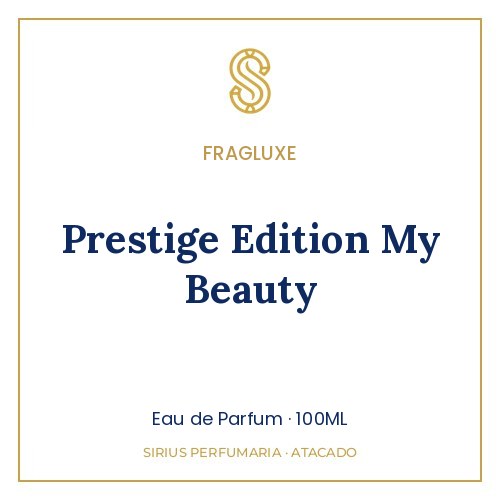 FRAGLUXE
Prestige Edition My
Beauty
Eau de Parfum · 100ML
SIRIUS PERFUMARIA · ATACADO